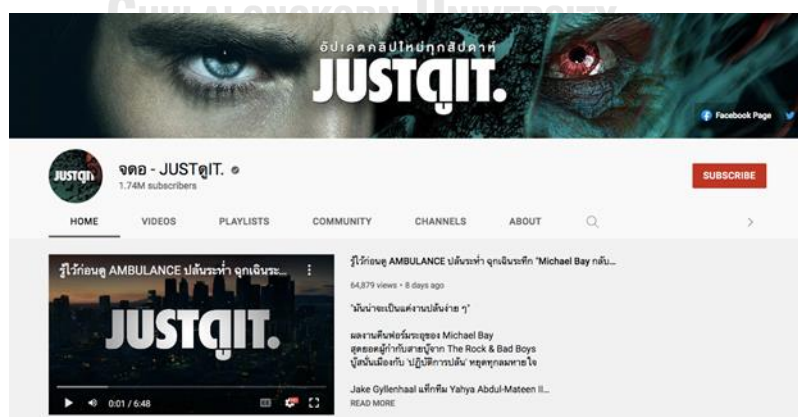 CHULALONGKORN UNIVERSITY
อัปเดตคลิปใหม่ทุกสัปดาห์
JUSTดูIT.
Facebook Page
JUSTดูIT.
จดอ - JUSTดูIT.
1.74M subscribers
SUBSCRIBE
HOME VIDEOS PLAYLISTS COMMUNITY CHANNELS ABOUT
รู้ไว้ก่อนดู AMBULANCE ปล้นระห่ำ ฉุกเฉินระ...
JUSTดูIT.
0:01 / 6:48
รู้ไว้ก่อนดู AMBULANCE ปล้นระห่ำ ฉุกเฉินระทึก "Michael Bay กลับ...
64,879 views • 8 days ago
"มันน่าจะเป็นแค่งานปล้นง่าย ๆ"
ผลงานคืนฟอร์มระอุของ Michael Bay
สุดยอดผู้กำกับสายบู๊จาก The Rock & Bad Boys
บู๊สนั่นเมืองกับ 'ปฏิบัติการปล้น' หยุดทุกลมหายใจ
Jake Gyllenhaal แท็กทีม Yahya Abdul-Mateen II...
READ MORE